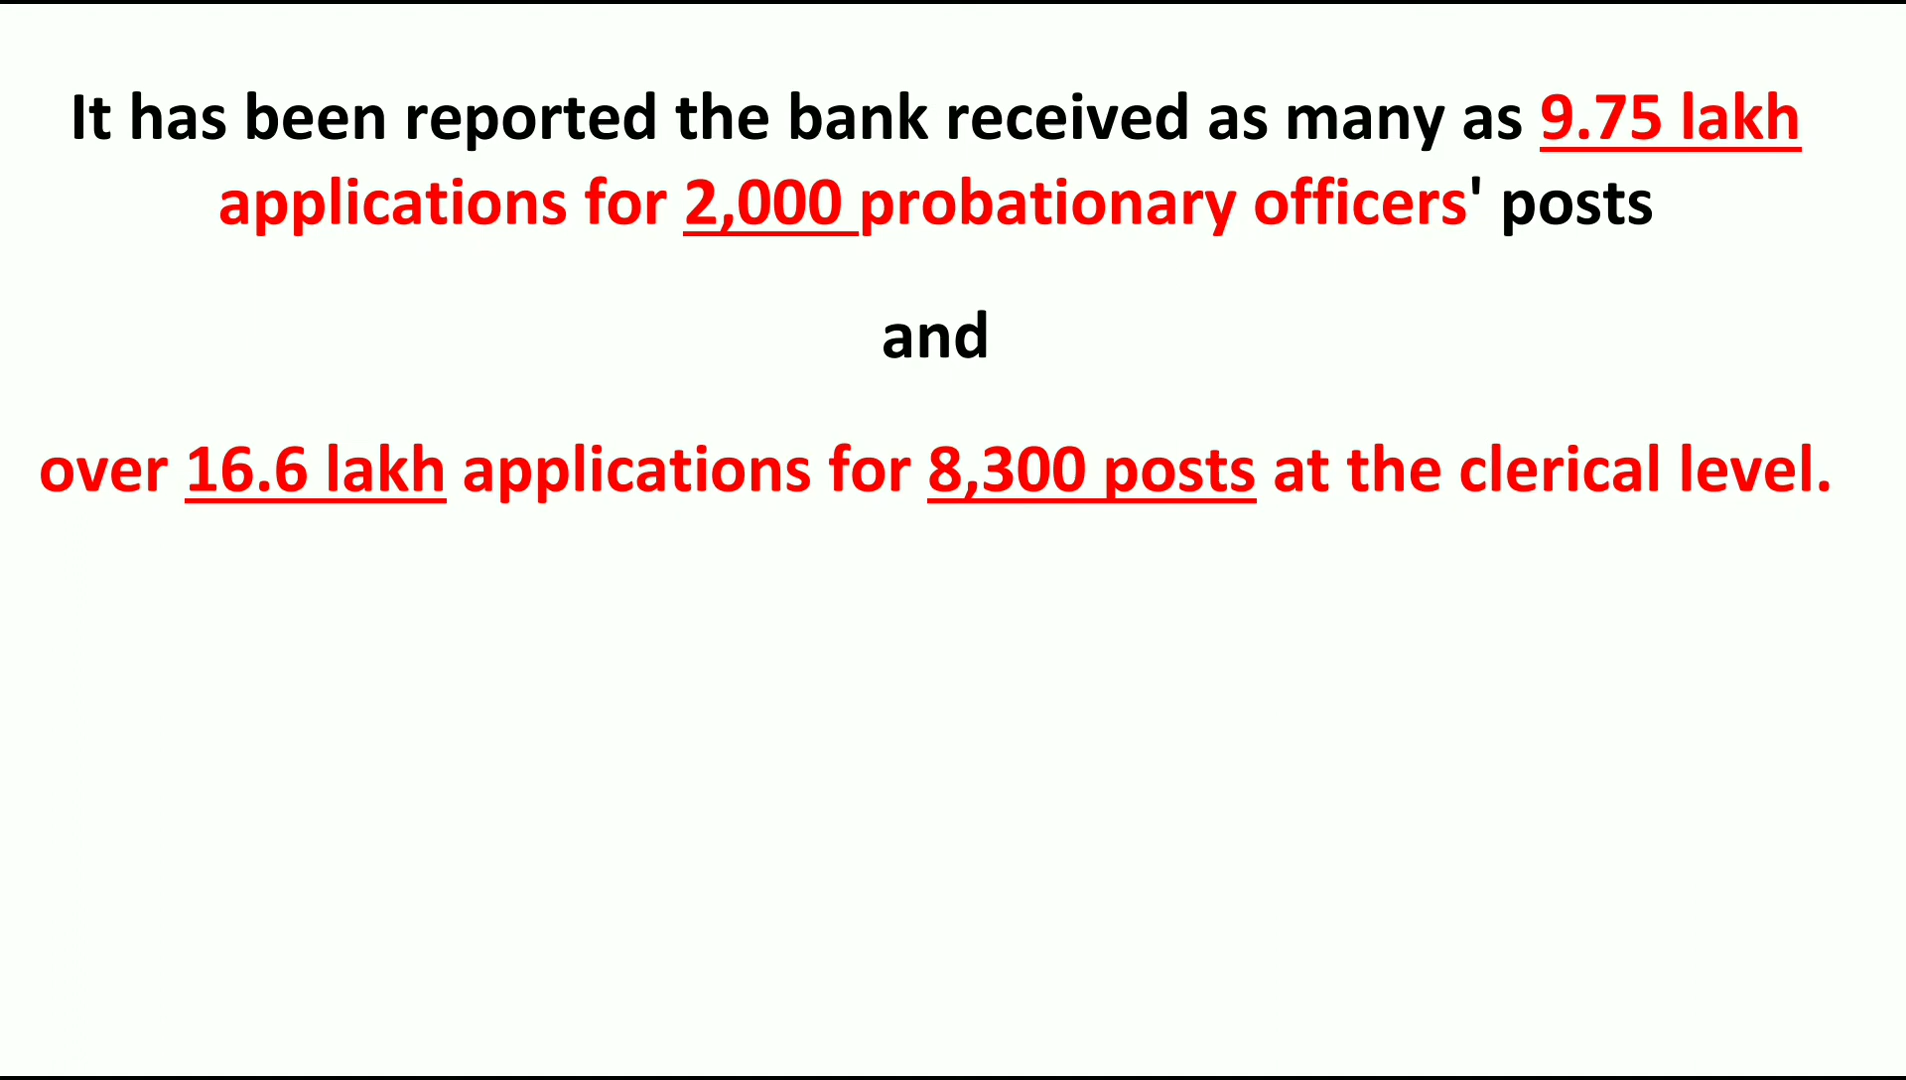 It has been reported the bank received as many as 9.75 lakh
applications for 2,000 probationary officers' posts
and
over 16.6 lakh applications for 8,300 posts at the clerical level.